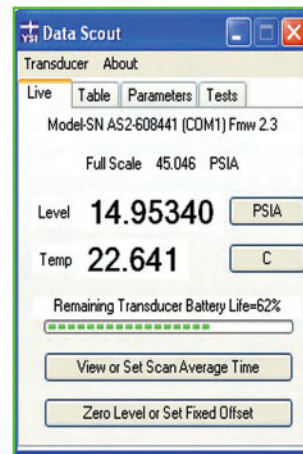 YSI Data Scout
Transducer About
Live Table Parameters Tests
Model-SN AS2-608441 (COM1) Fmw 2.3
Full Scale 45.046 PSIA
Level 14.95340 PSIA
Temp 22.641 C
Remaining Transducer Battery Life=62%
View or Set Scan Average Time
Zero Level or Set Fixed Offset